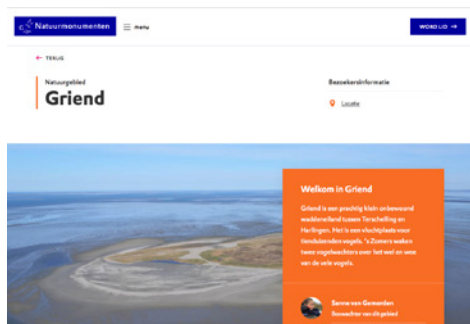 Natuurmonumenten
menu
WORD LID
TERUG
Natuurgebied
Griend
Bezoekersinformatie
Locatie
Welkom in Griend
Griend is een prachtig klein onbewoond
waddeneiland tussen Terschelling en
Harlingen. Het is een vluchtplaats voor
tienduizenden vogels. 's Zomers waken
twee vogelwachters over het wel en wee
van de vele vogels.
Sanne van Gemerden
Boswachter van dit gebied